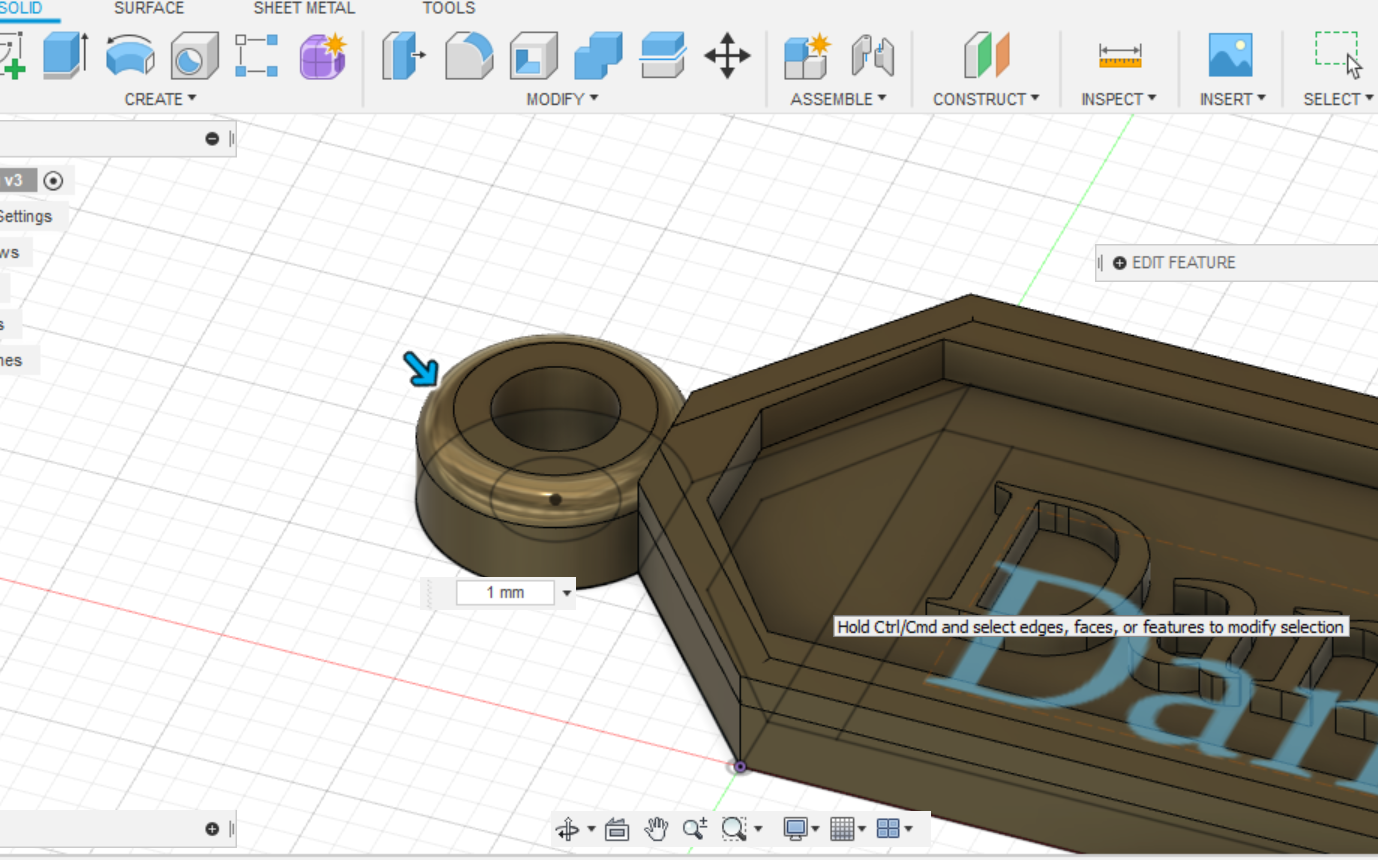 SOLID SURFACE SHEET METAL TOOLS
CREATE MODIFY ASSEMBLE CONSTRUCT INSPECT INSERT SELECT
v3
Settings
ws
s
nes
EDIT FEATURE
1 mm
Hold Ctrl/Cmd and select edges, faces, or features to modify selection
Dan
Dan